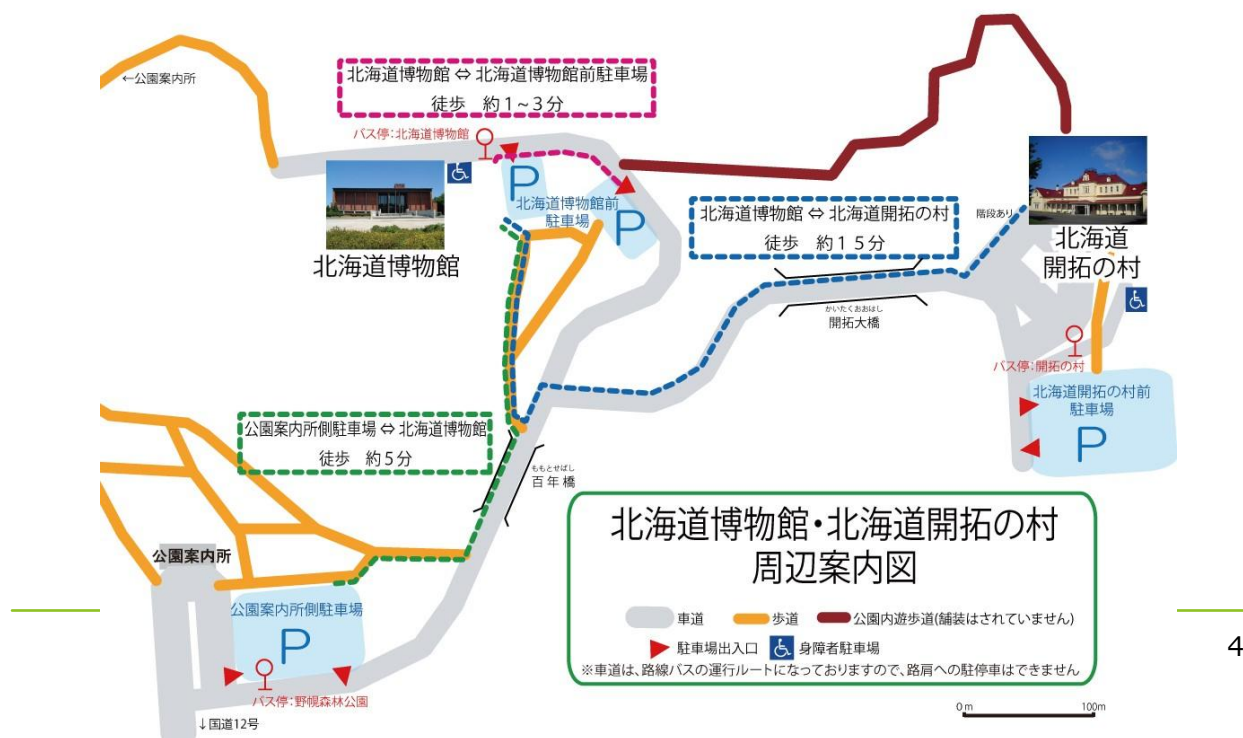 ←公園案内所
北海道博物館 ⇔ 北海道博物館前駐車場
徒歩 約1~3分
バス停:北海道博物館
P
北海道博物館前
駐車場
P
北海道博物館
北海道博物館 ⇔ 北海道開拓の村
徒歩 約15分
階段あり
北海道
開拓の村
かいたくおおはし
開拓大橋
バス停:開拓の村
北海道開拓の村前
駐車場
P
公園案内所側駐車場 ⇔ 北海道博物館
徒歩 約5分
ももとせばし
百年橋
公園案内所
公園案内所側駐車場
P
バス停:野幌森林公園
↓国道12号
北海道博物館・北海道開拓の村
周辺案内図
車道 歩道 公園内遊歩道(舗装はされていません)
駐車場出入口 身障者駐車場
※車道は、路線バスの運行ルートになっておりますので、路肩への駐停車はできません
0 m 100m
4